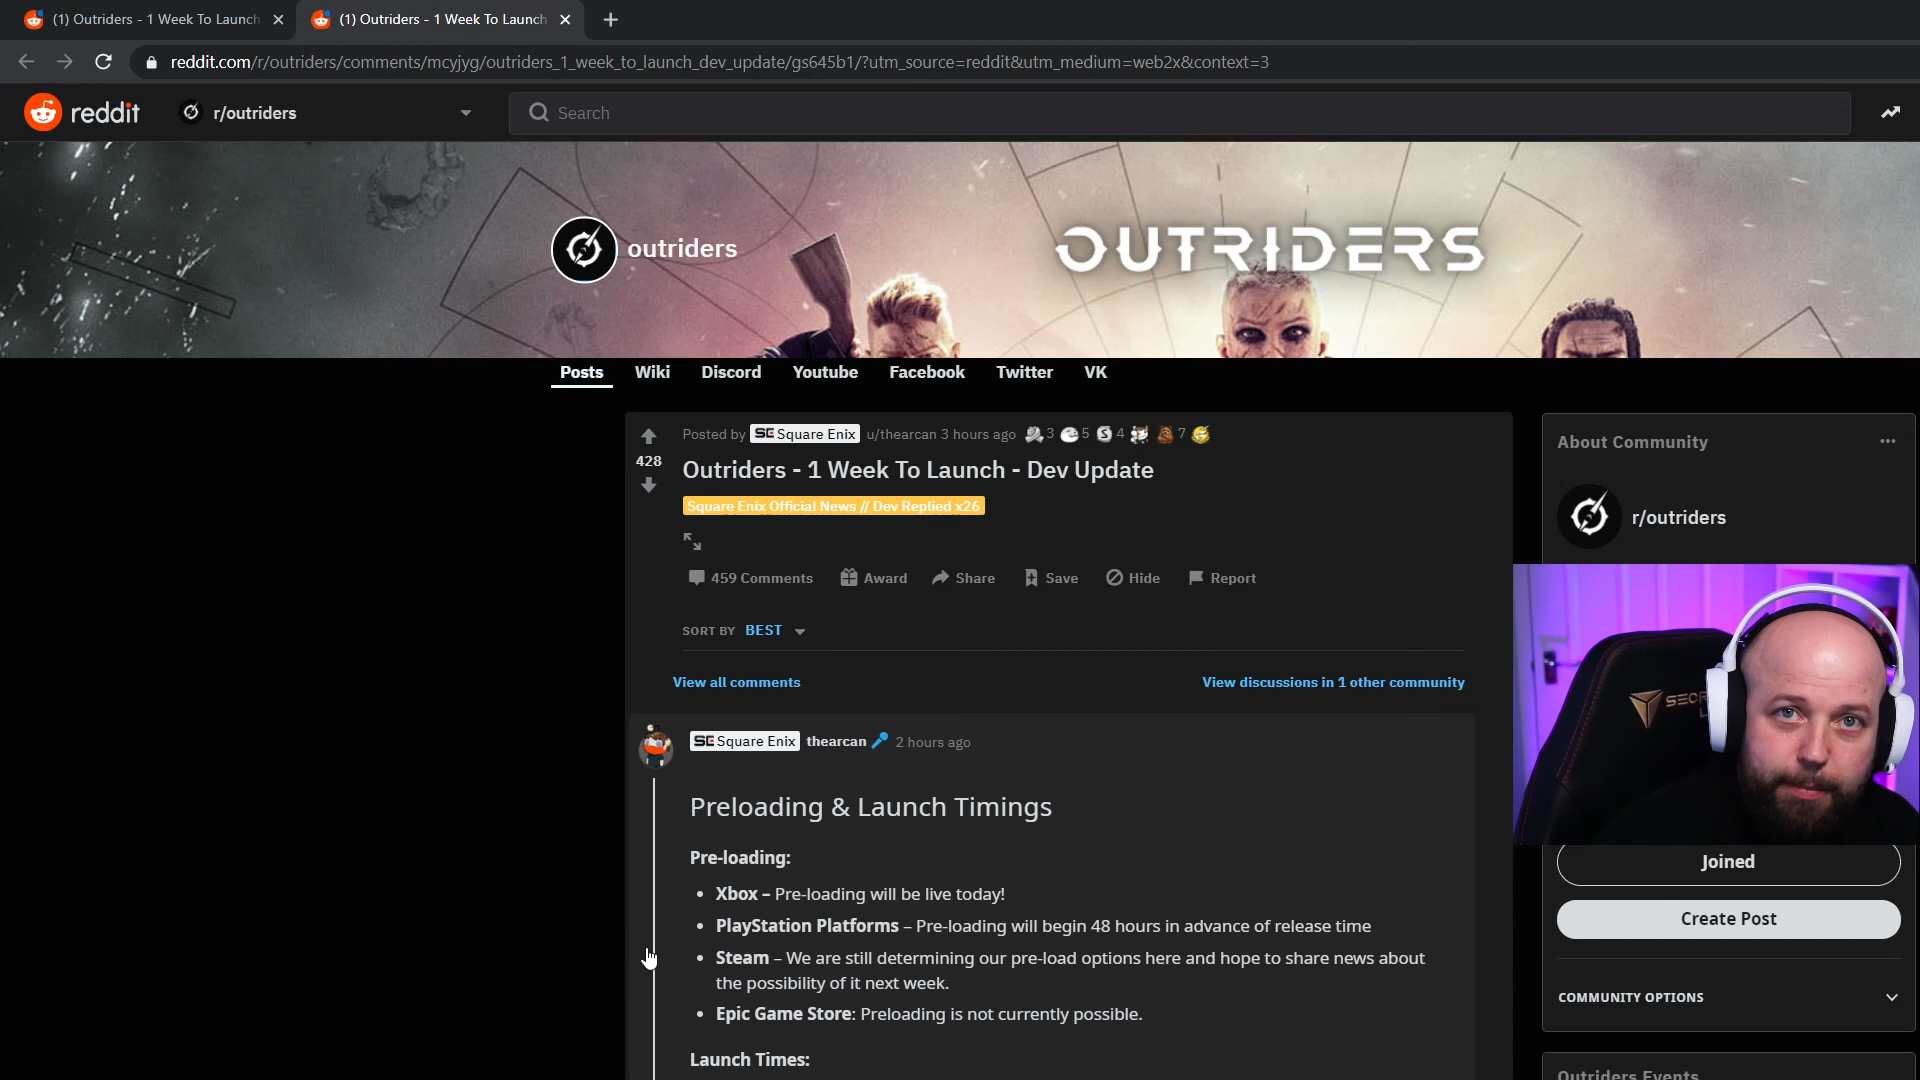 (1) Outriders - 1 Week To Launch
(1) Outriders - 1 Week To Launch
reddit.com/r/outriders/comments/mcyjyg/outriders_1_week_to_launch_dev_update/gs645b1/?utm_source=reddit&utm_medium=web2x&context=3
reddit
r/outriders
Search
outriders
OUTRIDERS
Posts Wiki Discord Youtube Facebook Twitter VK
Posted by SE Square Enix u/thearcan 3 hours ago 3 5 S 4 7
428
Outriders - 1 Week To Launch - Dev Update
Square Enix Official News // Dev Replied x26
459 Comments Award Share Save Hide Report
SORT BY BEST
View all comments
View discussions in 1 other community
SE Square Enix thearcan 2 hours ago
Preloading & Launch Timings
Pre-loading:
• Xbox – Pre-loading will be live today!
• PlayStation Platforms – Pre-loading will begin 48 hours in advance of release time
• Steam – We are still determining our pre-load options here and hope to share news about
the possibility of it next week.
• Epic Game Store: Preloading is not currently possible.
Launch Times:
About Community
r/outriders
SECR
L
Joined
Create Post
COMMUNITY OPTIONS
Outriders Events